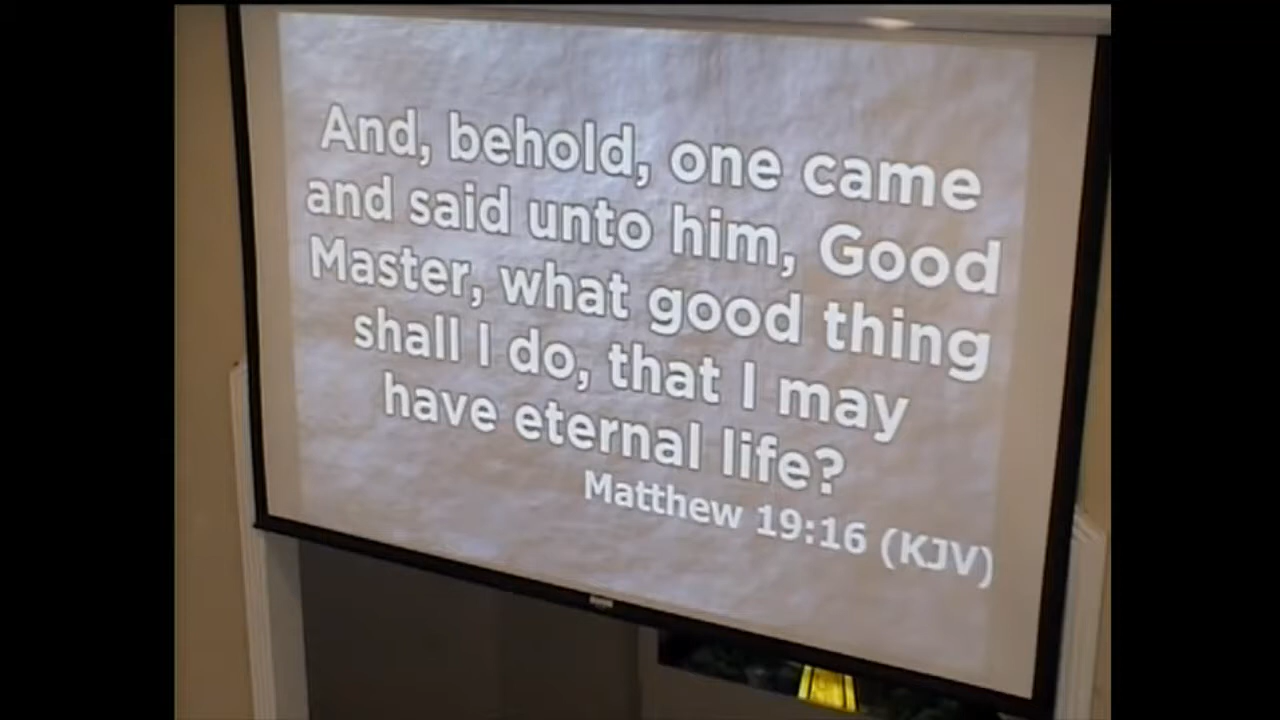 And, behold, one came
and said unto him, Good
Master, what good thing
shall I do, that I may
have eternal life?
Matthew 19:16 (KJV)